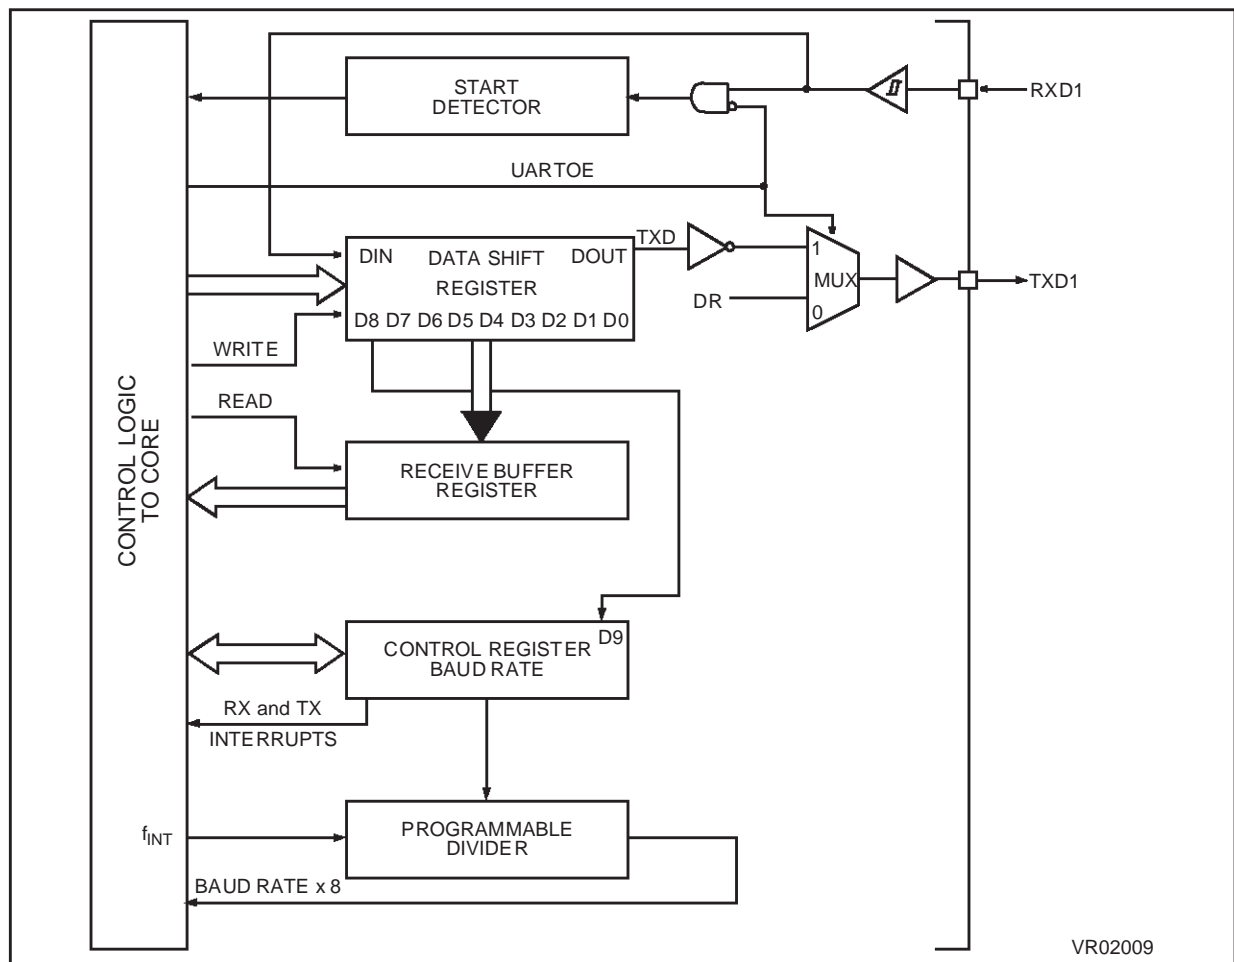 START
DETECTOR
RXD1
UARTOE
TXD
DIN DATA SHIFT DOUT
REGISTER
D8 D7 D6 D5 D4 D3 D2 D1 D0
1
MUX
0
DR
TXD1
WRITE
READ
CONTROL LOGIC
TO CORE
RECEIVE BUFFER
REGISTER
D9
CONTROL REGISTER
BAUD RATE
RX and TX
INTERRUPTS
fINT
PROGRAMMABLE
DIVIDER
BAUD RATE x 8
VR02009